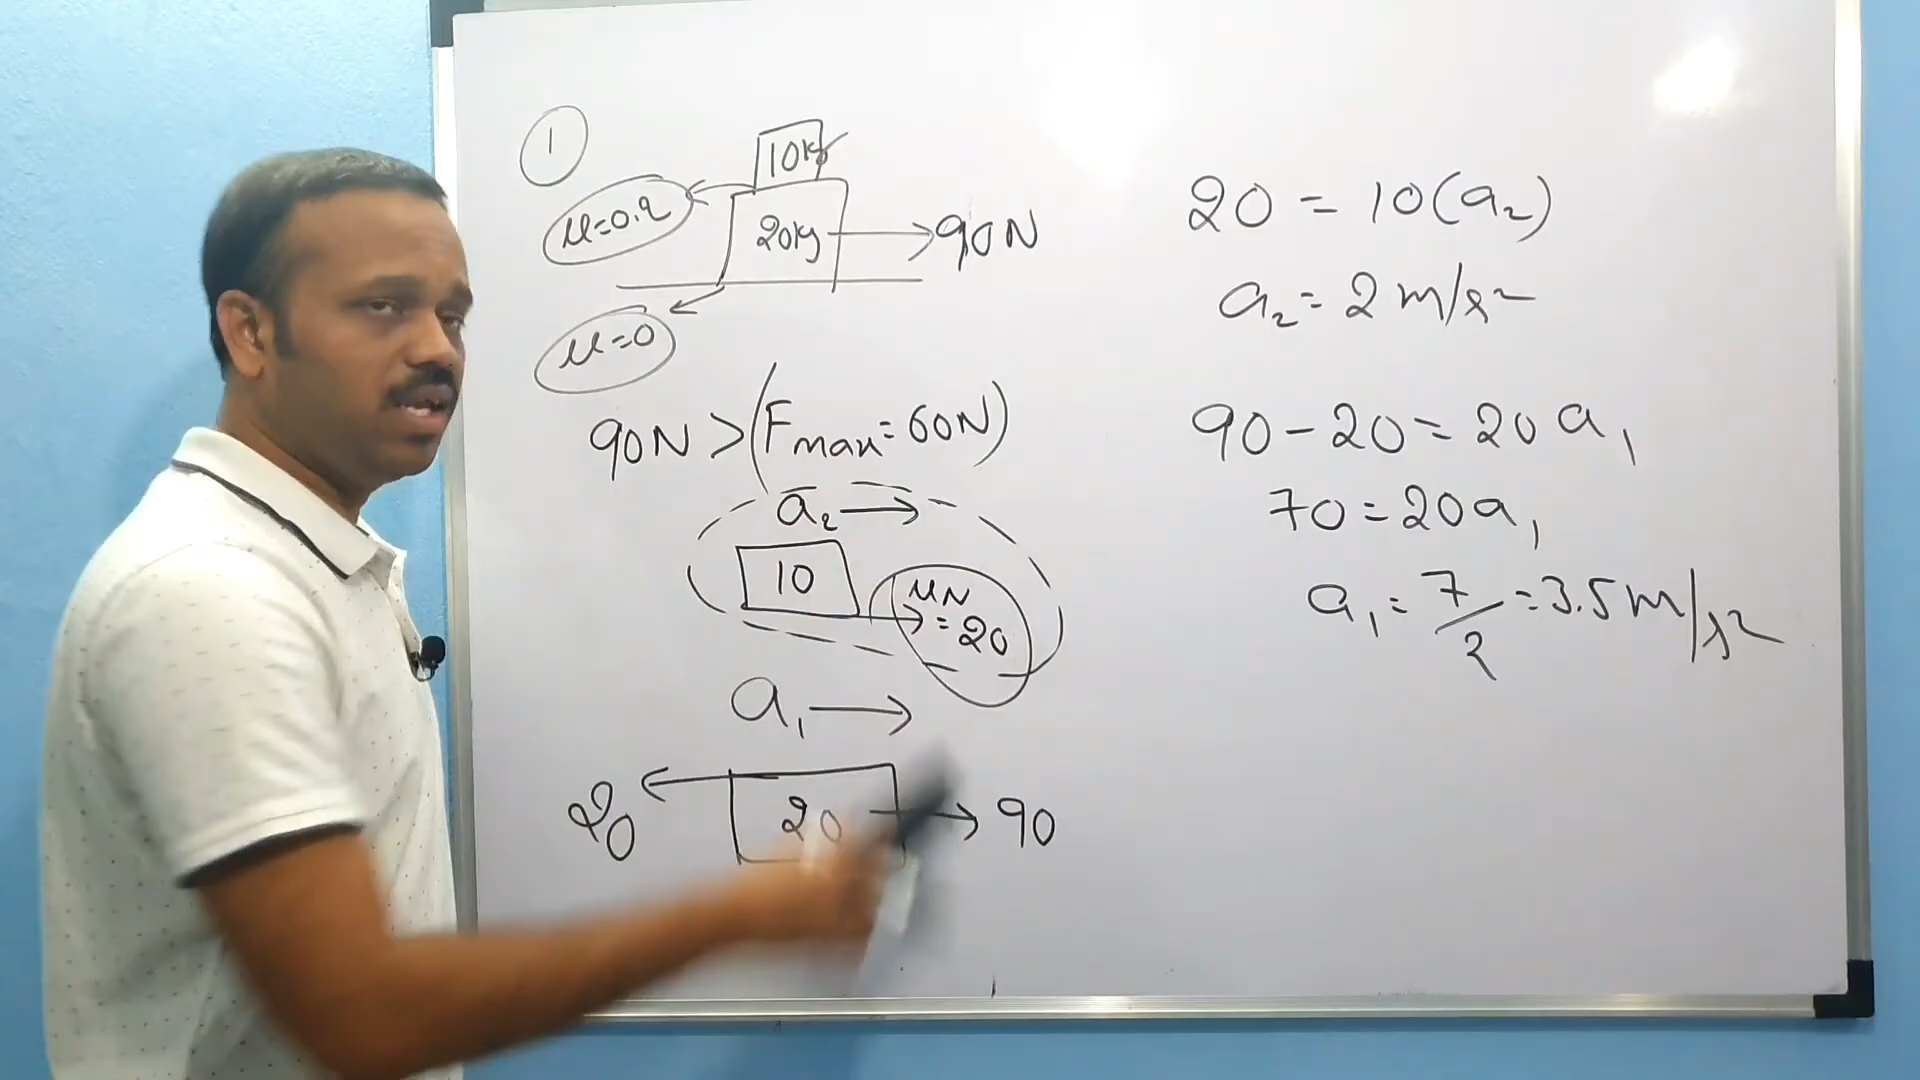 1
10kg
μ=0.2
20kg
90N
μ=0
90N > (Fmax = 60N)
a₂
10
μN
= 20
a₁
20
20
90
20 = 10(a₂)
a₂ = 2 m/s²
90 - 20 = 20 a₁
70 = 20a₁
a₁ = 7/2 = 3.5 m/s²